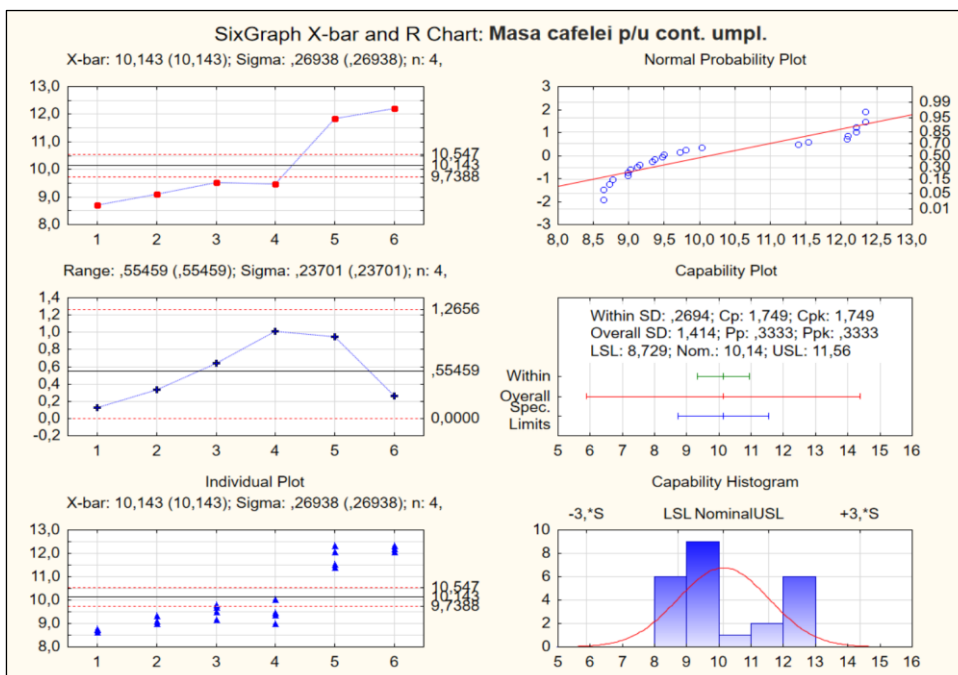 SixGraph X-bar and R Chart: Masa cafelei p/u cont. umpl.
X-bar: 10,143 (10,143); Sigma: ,26938 (,26938); n: 4,
13,0
12,0
11,0
10,0
9,0
8,0
10,547
10,143
9,7388
1 2 3 4 5 6
Normal Probability Plot
3
2
1
0
-1
-2
-3
0.99
0.95
0.85
0.70
0.50
0.30
0.15
0.05
0.01
8,0 8,5 9,0 9,5 10,0 10,5 11,0 11,5 12,0 12,5 13,0
Range: ,55459 (,55459); Sigma: ,23701 (,23701); n: 4,
1,4
1,2
1,0
0,8
0,6
0,4
0,2
0,0
-0,2
1,2656
,55459
0,0000
1 2 3 4 5 6
Capability Plot
Within SD: ,2694; Cp: 1,749; Cpk: 1,749
Overall SD: 1,414; Pp: ,3333; Ppk: ,3333
LSL: 8,729; Nom.: 10,14; USL: 11,56
Within
Overall
Spec.
Limits
5 6 7 8 9 10 11 12 13 14 15 16
Individual Plot
X-bar: 10,143 (10,143); Sigma: ,26938 (,26938); n: 4,
13,0
12,0
11,0
10,0
9,0
8,0
10,547
10,143
9,7388
1 2 3 4 5 6
Capability Histogram
-3,*S LSL Nominal USL +3,*S
10
8
6
4
2
0
5 6 7 8 9 10 11 12 13 14 15 16